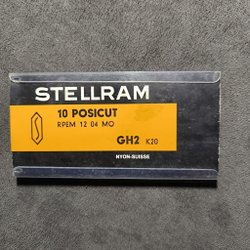 STELLRAM
10 POSICUT
RPEM 12 04 MO
GH2 K20
NYON-SUISSE